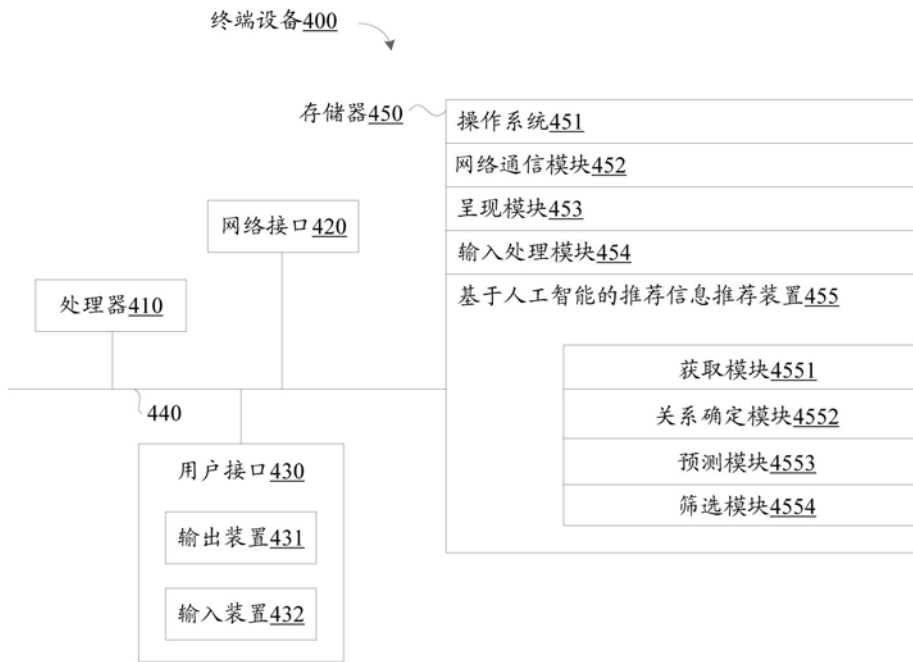 终端设备400
存储器450
操作系统451
网络通信模块452
呈现模块453
输入处理模块454
基于人工智能的推荐信息推荐装置455
获取模块4551
关系确定模块4552
预测模块4553
筛选模块4554
网络接口420
处理器410
440
用户接口430
输出装置431
输入装置432